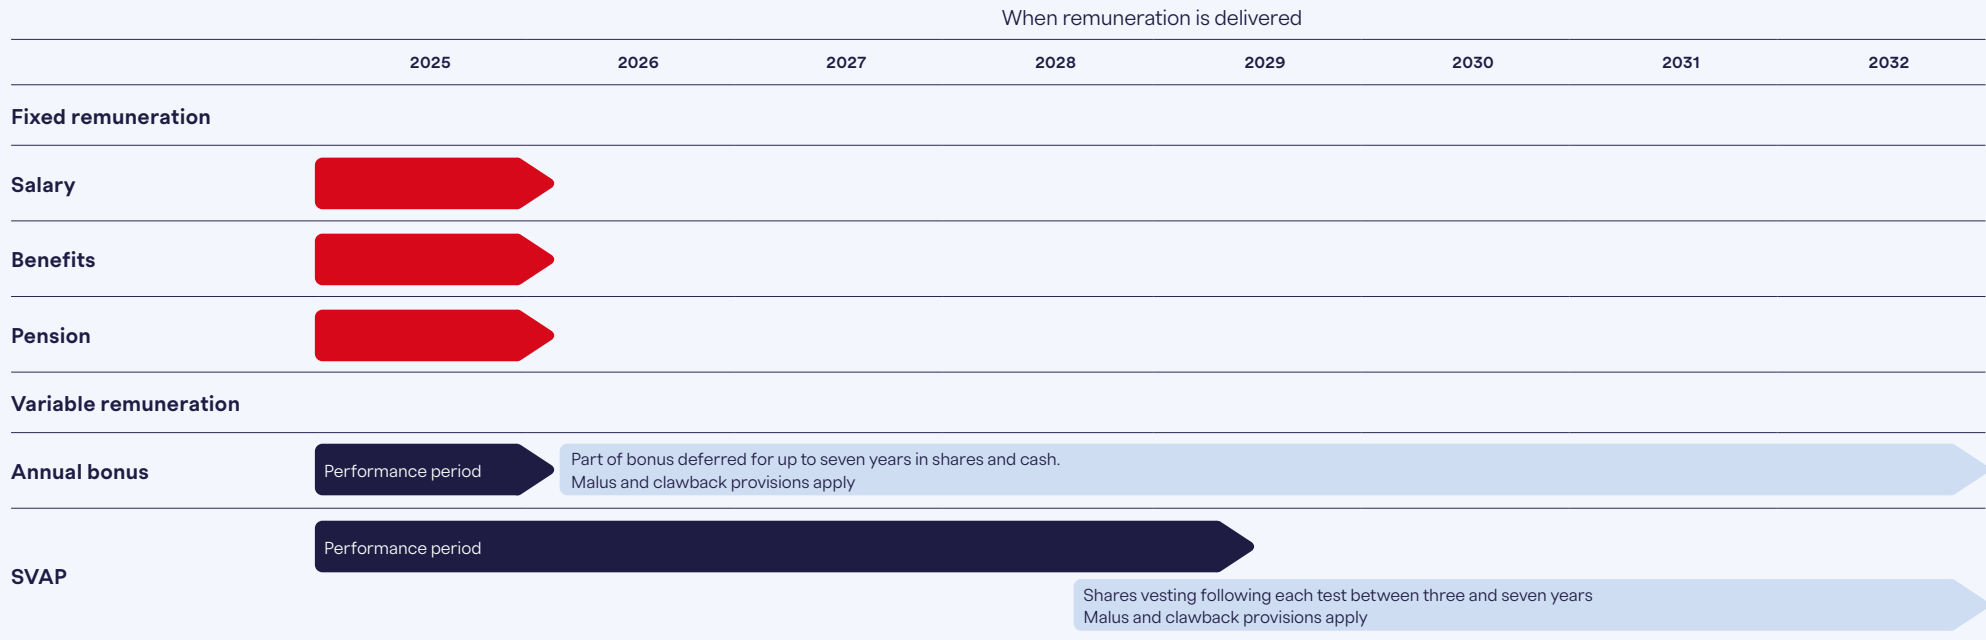 When remuneration is delivered
2025 2026 2027 2028 2029 2030 2031 2032
Fixed remuneration
Salary
Benefits
Pension
Variable remuneration
Annual bonus
Performance period
Part of bonus deferred for up to seven years in shares and cash.
Malus and clawback provisions apply
SVAP
Performance period
Shares vesting following each test between three and seven years
Malus and clawback provisions apply